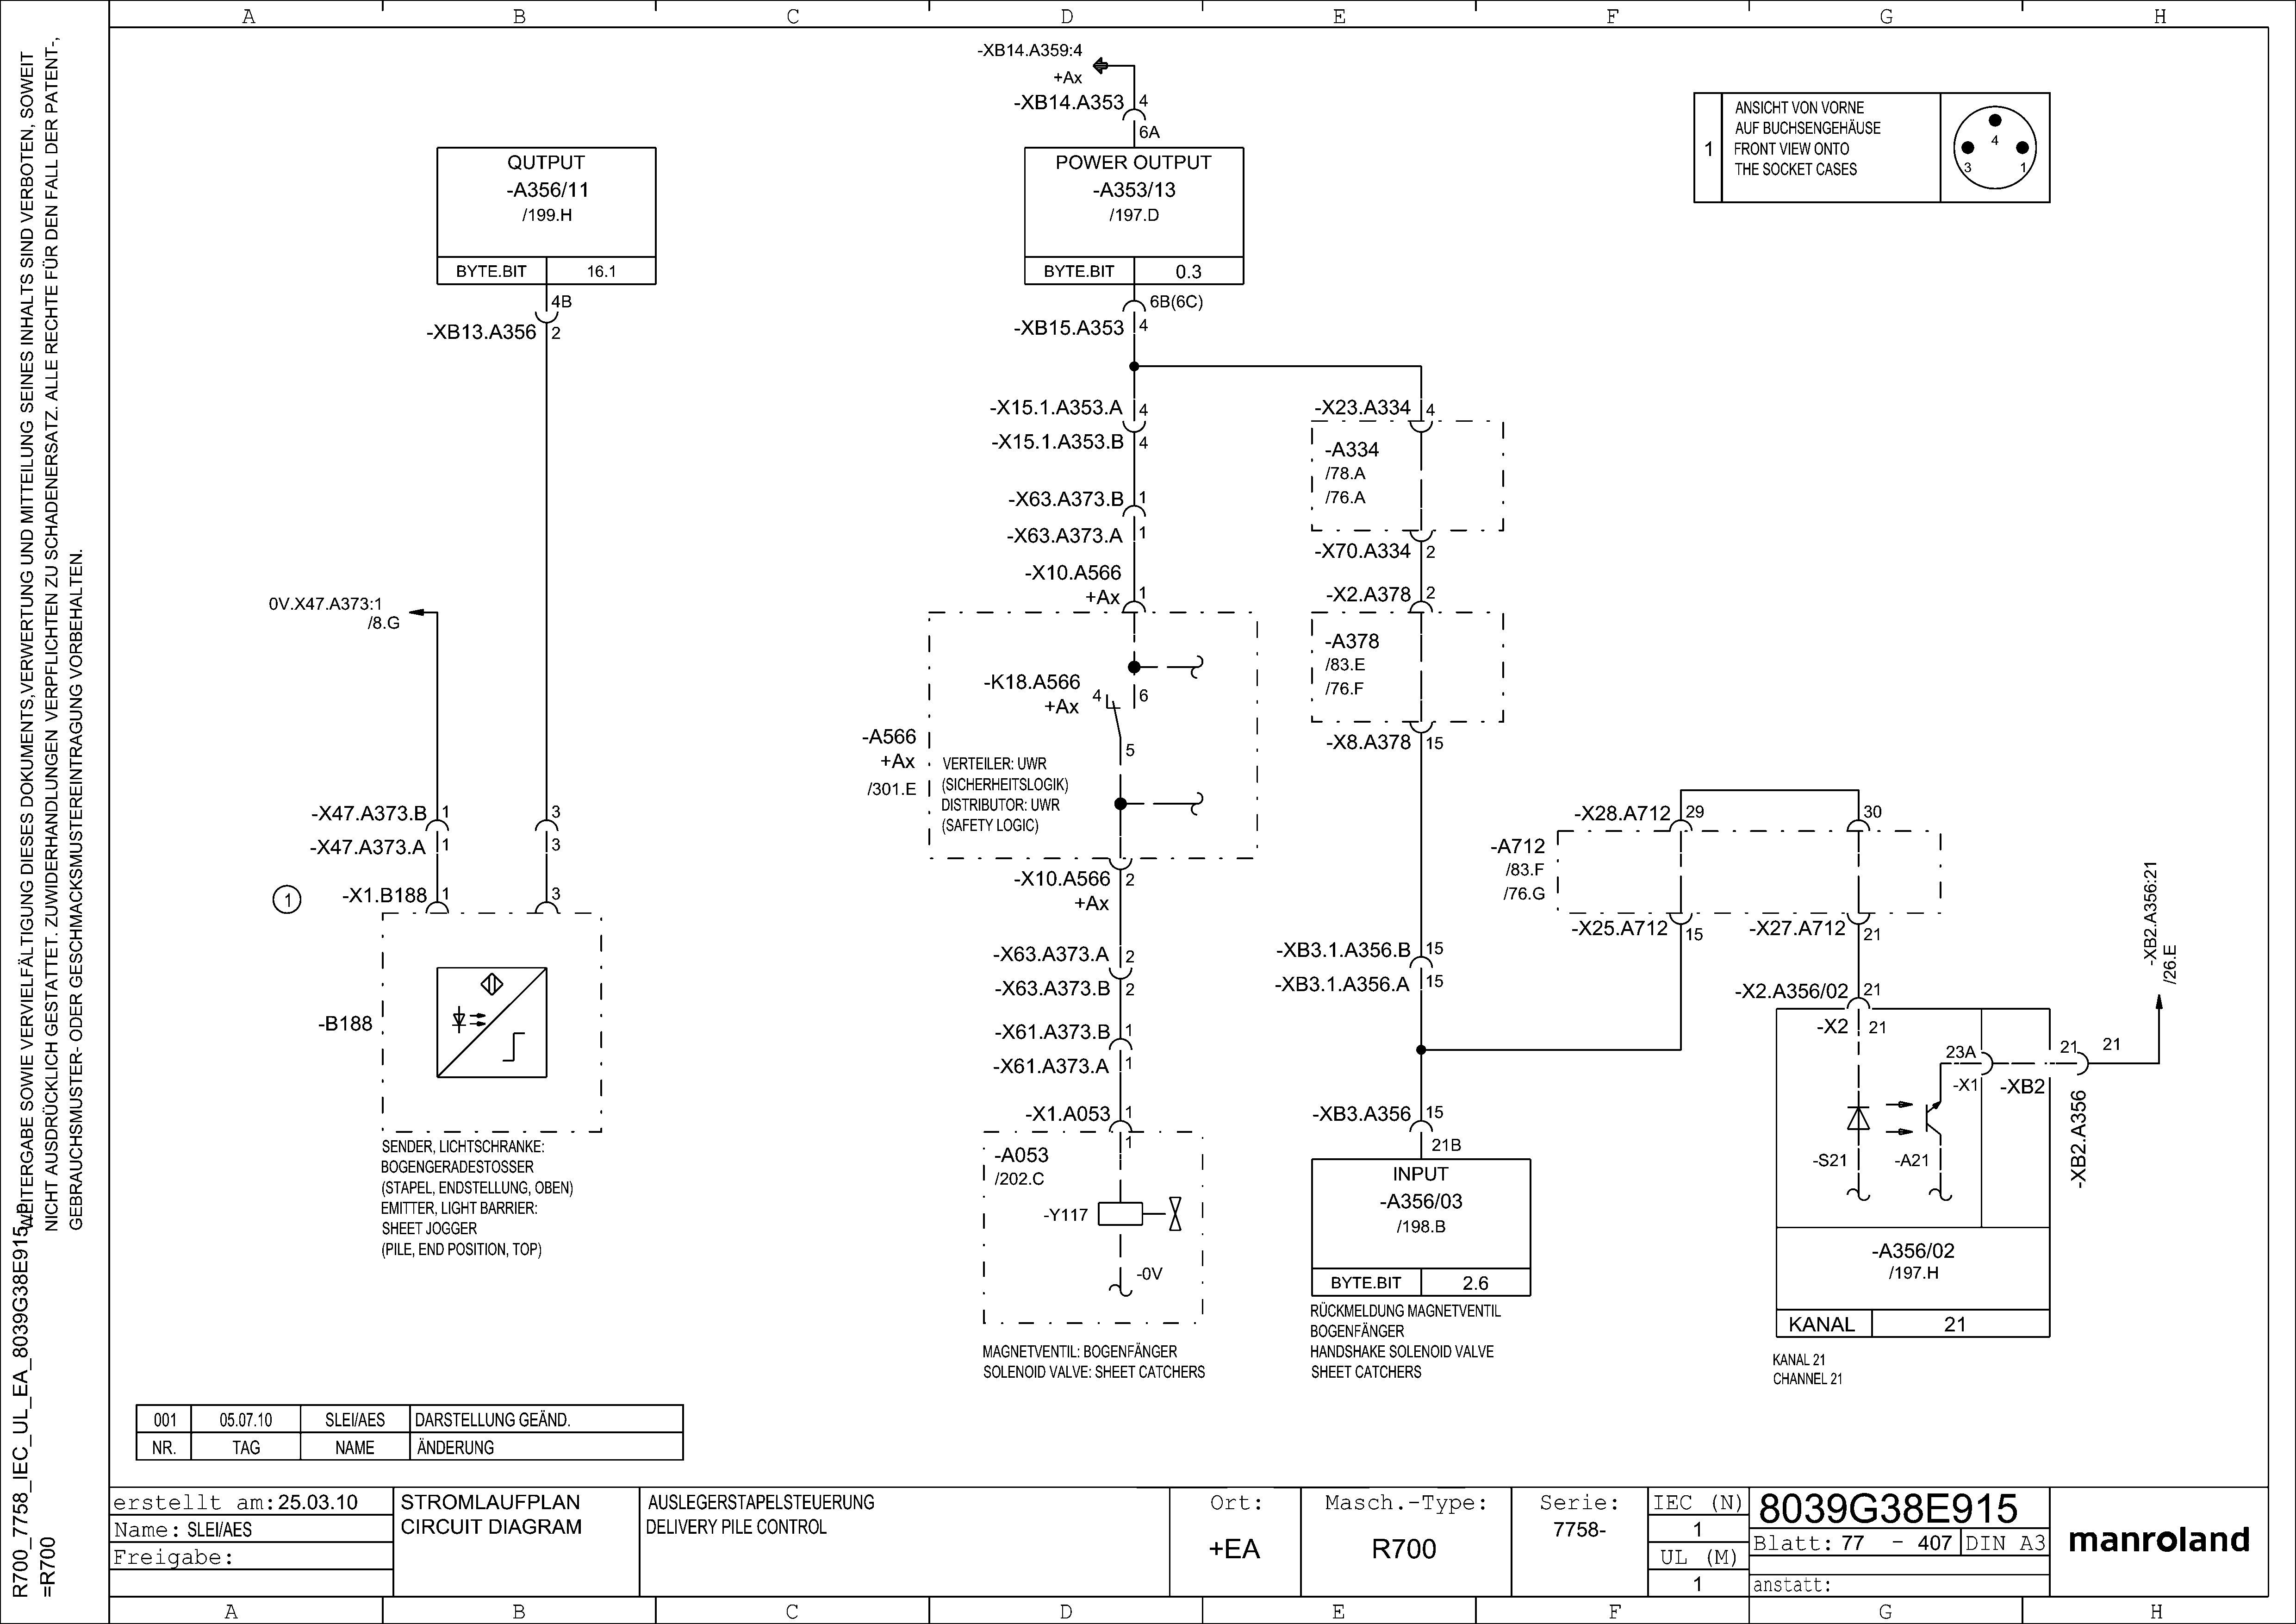 A B C D E F G H
WEITERGABE SOWIE VERVIELFÄLTIGUNG DIESES DOKUMENTS,VERWERTUNG UND MITTEILUNG SEINES INHALTS SIND VERBOTEN, SOWEIT
NICHT AUSDRÜCKLICH GESTATTET. ZUWIDERHANDLUNGEN VERPFLICHTEN ZU SCHADENERSATZ. ALLE RECHTE FÜR DEN FALL DER PATENT-,
GEBRAUCHSMUSTER- ODER GESCHMACKSMUSTEREINTRAGUNG VORBEHALTEN.
R700_7758_IEC_UL_EA_8039G38E915_D
=R700
QUTPUT
-A356/11
/199.H
BYTE.BIT 16.1
4B
-XB13.A356 2
0V.X47.A373:1
/8.G
-X47.A373.B 1 3
-X47.A373.A 1 3
1 -X1.B188 1 3
-B188
SENDER, LICHTSCHRANKE:
BOGENGERADESTOSSER
(STAPEL, ENDSTELLUNG, OBEN)
EMITTER, LIGHT BARRIER:
SHEET JOGGER
(PILE, END POSITION, TOP)
-XB14.A359:4
+Ax
-XB14.A353 4
6A
POWER OUTPUT
-A353/13
/197.D
BYTE.BIT 0.3
6B(6C)
-XB15.A353 4
-X15.1.A353.A 4
-X15.1.A353.B 4
-X63.A373.B 1
-X63.A373.A 1
-X10.A566
+Ax 1
-K18.A566 4 6
+Ax
5
-A566
+Ax
/301.E
VERTEILER: UWR
(SICHERHEITSLOGIK)
DISTRIBUTOR: UWR
(SAFETY LOGIC)
-X10.A566 2
+Ax
-X63.A373.A 2
-X63.A373.B 2
-X61.A373.B 1
-X61.A373.A 1
-X1.A053 1
1
-A053
/202.C
-Y117
-0V
MAGNETVENTIL: BOGENFÄNGER
SOLENOID VALVE: SHEET CATCHERS
-X23.A334 4
-A334
/78.A
/76.A
-X70.A334 2
-X2.A378 2
-A378
/83.E
/76.F
-X8.A378 15
-XB3.1.A356.B 15
-XB3.1.A356.A 15
-XB3.A356 15
21B
INPUT
-A356/03
/198.B
BYTE.BIT 2.6
RÜCKMELDUNG MAGNETVENTIL
BOGENFÄNGER
HANDSHAKE SOLENOID VALVE
SHEET CATCHERS
1
ANSICHT VON VORNE
AUF BUCHSENGEHÄUSE
FRONT VIEW ONTO
THE SOCKET CASES
4
3 1
-X28.A712 29 30
-A712
/83.F
/76.G
-X25.A712 15 -X27.A712 21
-X2.A356/02 21
-X2 21
23A 21 21
-X1 -XB2
-XB2.A356
-XB2.A356:21
/26.E
-S21 -A21
-A356/02
/197.H
KANAL 21
KANAL 21
CHANNEL 21
001 05.07.10 SLEI/AES DARSTELLUNG GEÄND.
NR. TAG NAME ÄNDERUNG
erstellt am: 25.03.10
Name: SLEI/AES
Freigabe:
STROMLAUFPLAN
CIRCUIT DIAGRAM
AUSLEGERSTAPELSTEUERUNG
DELIVERY PILE CONTROL
Ort:
+EA
Masch.-Type:
R700
Serie:
7758-
IEC (N)
1
UL (M)
1
8039G38E915
Blatt: 77 - 407 DIN A3
anstatt:
manroland
A B C D E F G H